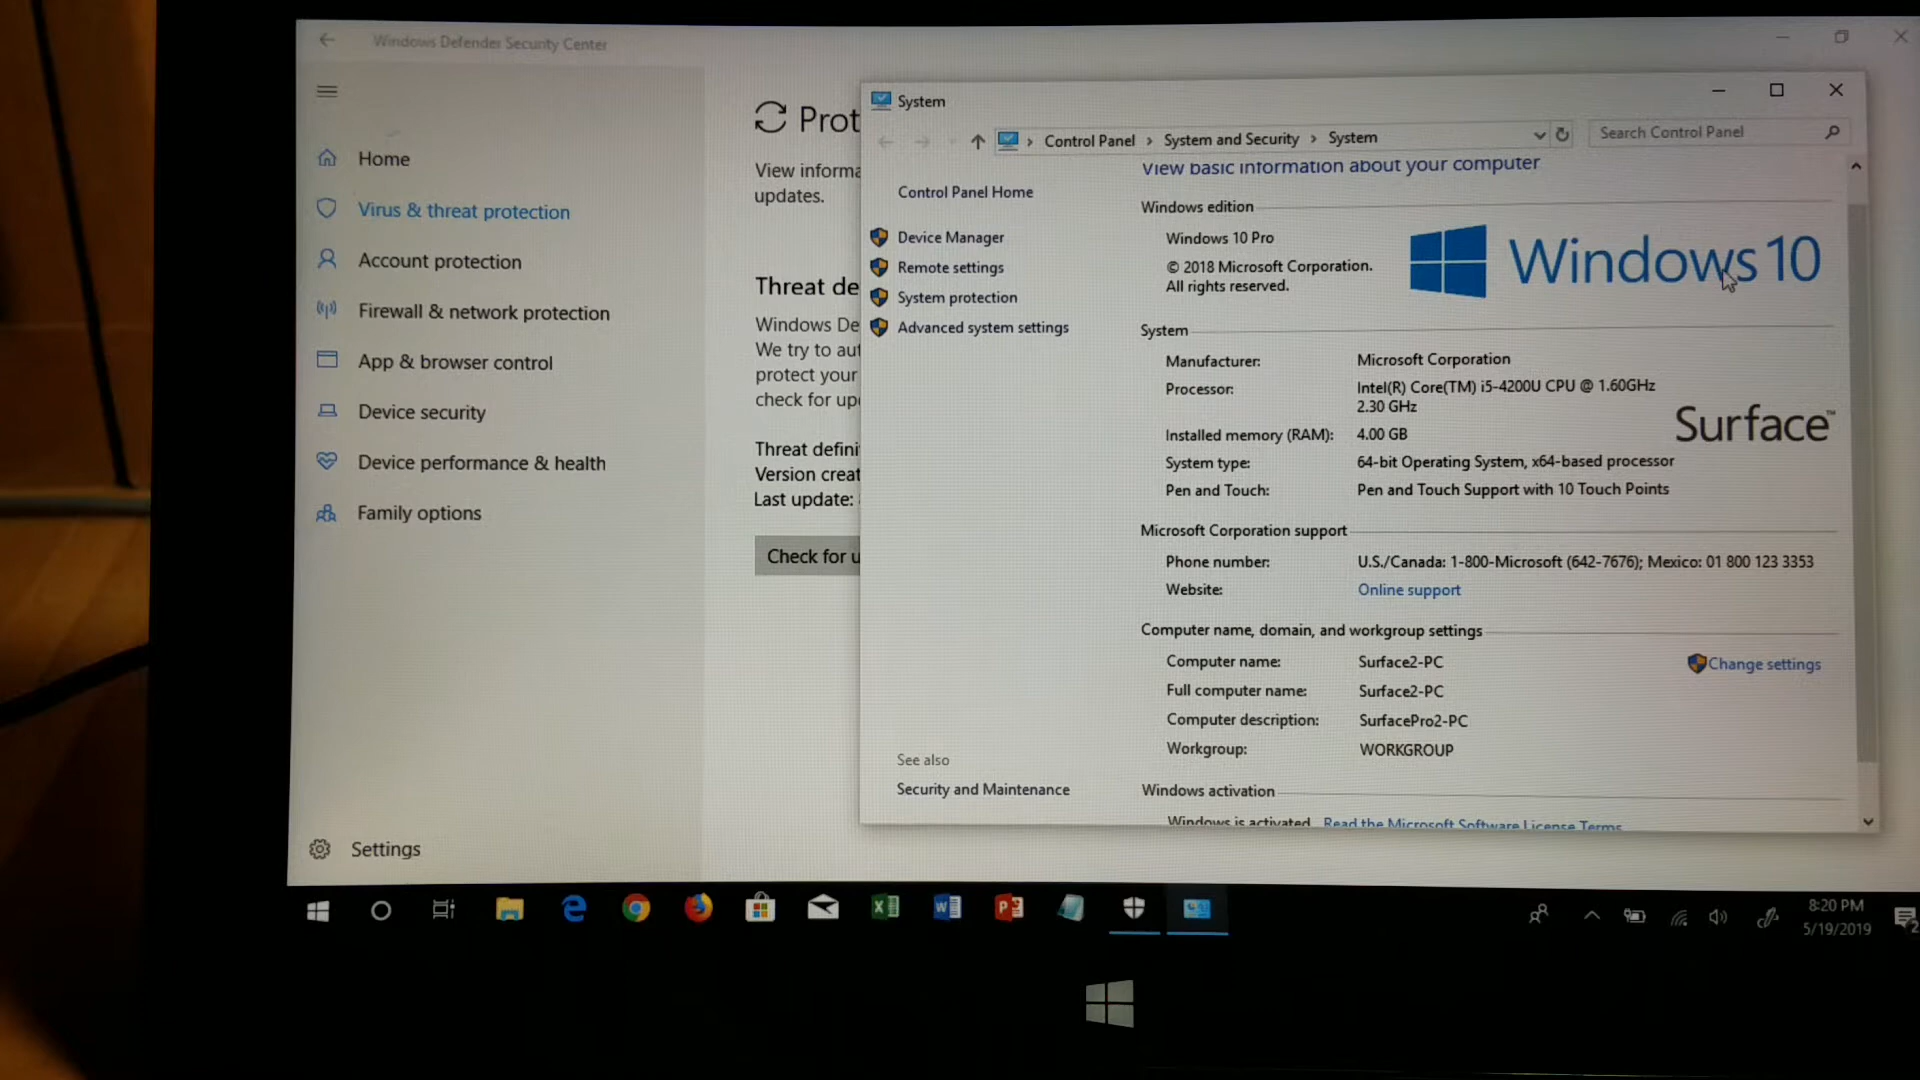 Windows Defender Security Center
Home
Virus & threat protection
Account protection
Firewall & network protection
App & browser control
Device security
Device performance & health
Family options
Settings
Prot
View informa
updates.
Threat de
Windows De
We try to aut
protect your
check for up
Threat defini
Version creat
Last update:
Check for u
System
Control Panel › System and Security › System
Search Control Panel
Control Panel Home
Device Manager
Remote settings
System protection
Advanced system settings
See also
Security and Maintenance
View basic information about your computer
Windows edition
Windows 10 Pro
© 2018 Microsoft Corporation.
All rights reserved.
Windows 10
System
Manufacturer: Microsoft Corporation
Processor: Intel(R) Core(TM) i5-4200U CPU @ 1.60GHz
2.30 GHz
Installed memory (RAM): 4.00 GB
System type: 64-bit Operating System, x64-based processor
Pen and Touch: Pen and Touch Support with 10 Touch Points
Surface™
Microsoft Corporation support
Phone number: U.S./Canada: 1-800-Microsoft (642-7676); Mexico: 01 800 123 3353
Website: Online support
Computer name, domain, and workgroup settings
Computer name: Surface2-PC
Change settings
Full computer name: Surface2-PC
Computer description: SurfacePro2-PC
Workgroup: WORKGROUP
Windows activation
Windows is activated Read the Microsoft Software License Terms
8:20 PM
5/19/2019
2